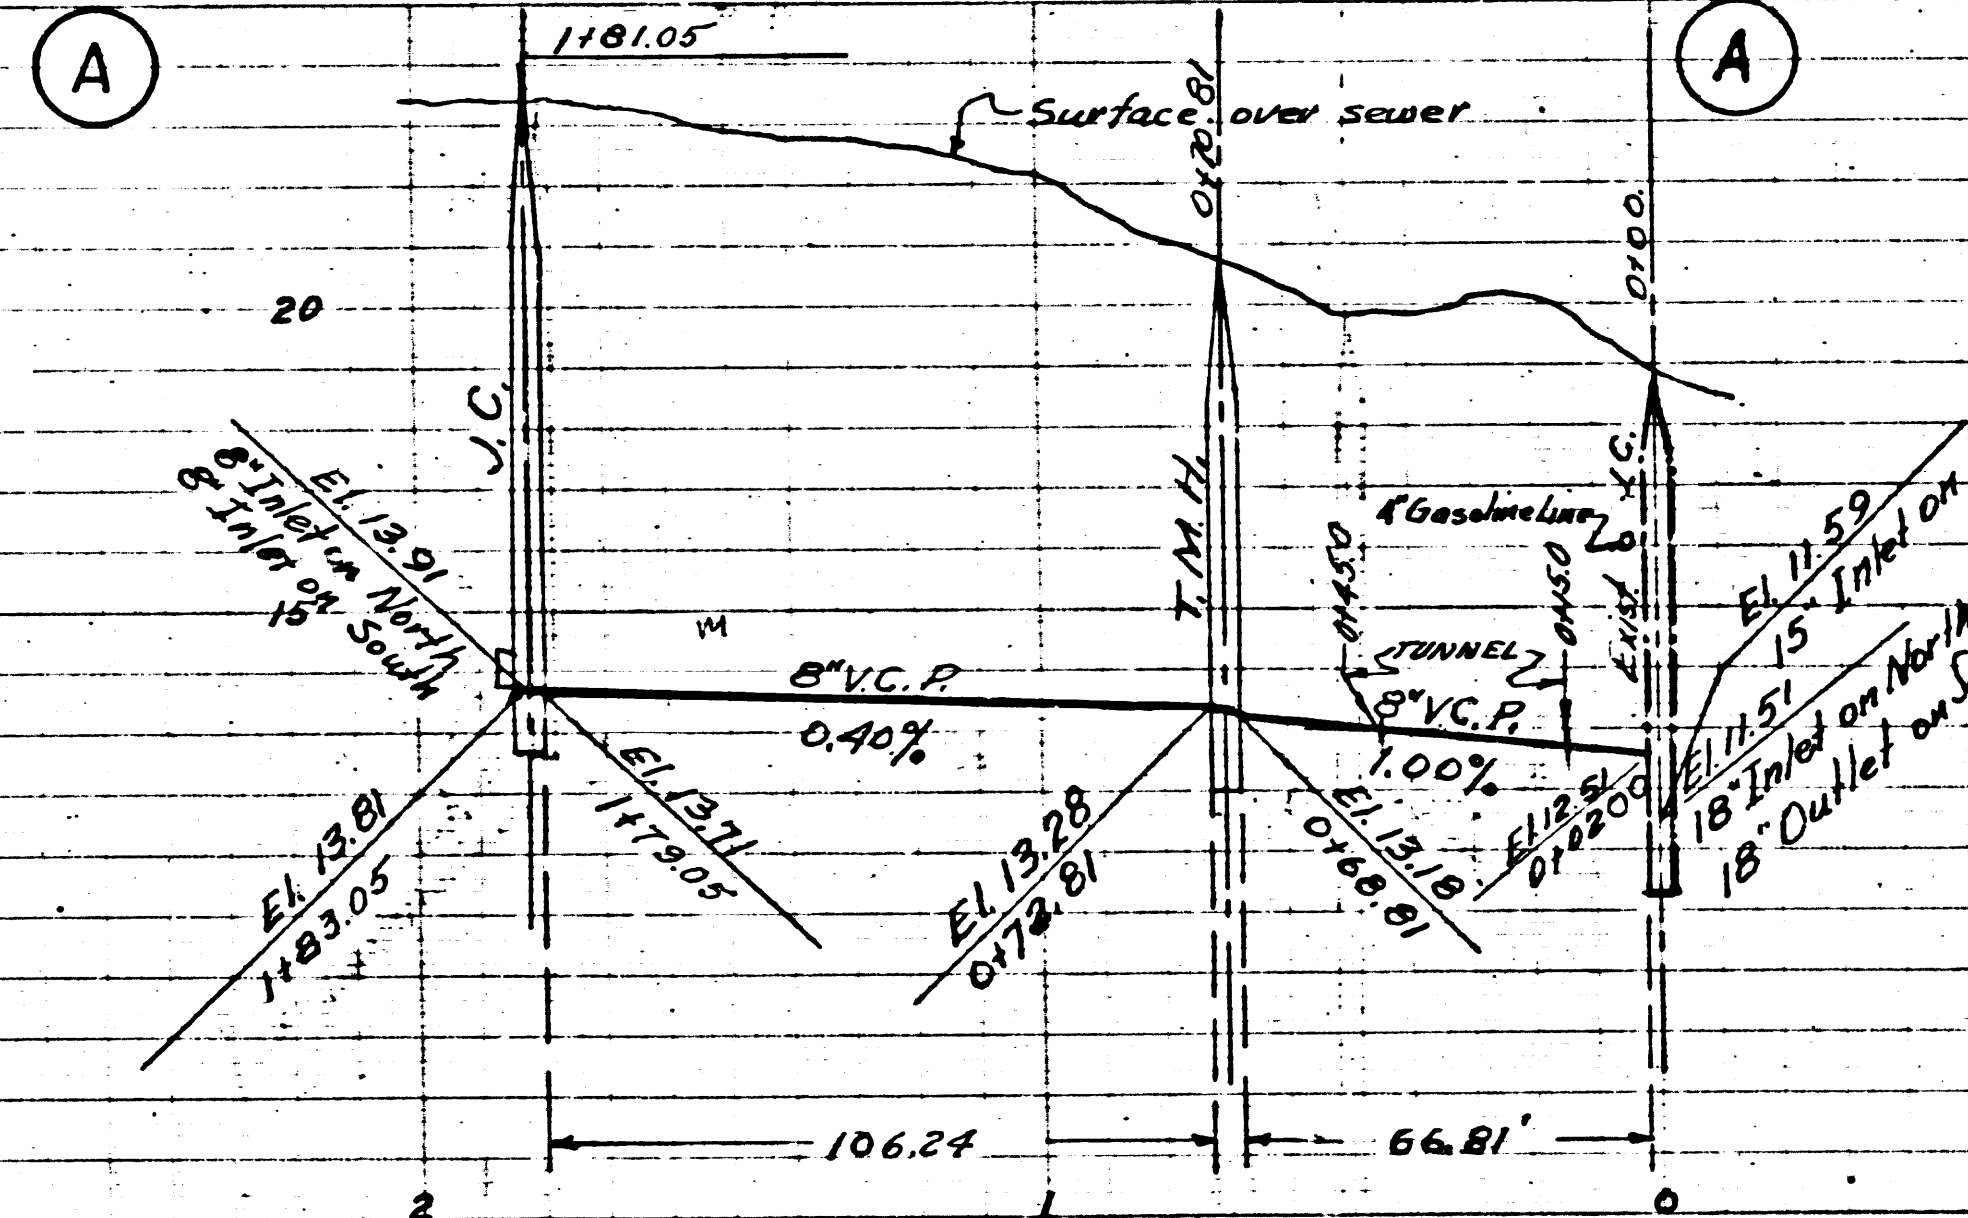 A
1+81.05
A
Surface over sewer
0+70.81
0+00.
20
J.C.
T.M.H.
4" Gasoline Line
EXIST. Y.C.
El. 13.91
8" Inlet on North
8" Inlet on South
15"
0+45.0
0+15.0
TUNNEL
El. 11.59
15" Inlet on
8" V.C.P.
0.40%
8" V.C.P.
1.00%
El. 11.51
18" Inlet on North
18" Outlet on S
El. 13.81
1+83.05
El. 13.71
1+79.05
El. 13.28
0+72.81
El. 13.18
0+68.81
El. 12.51
0+02.00
106.24
66.81'
2
1
0